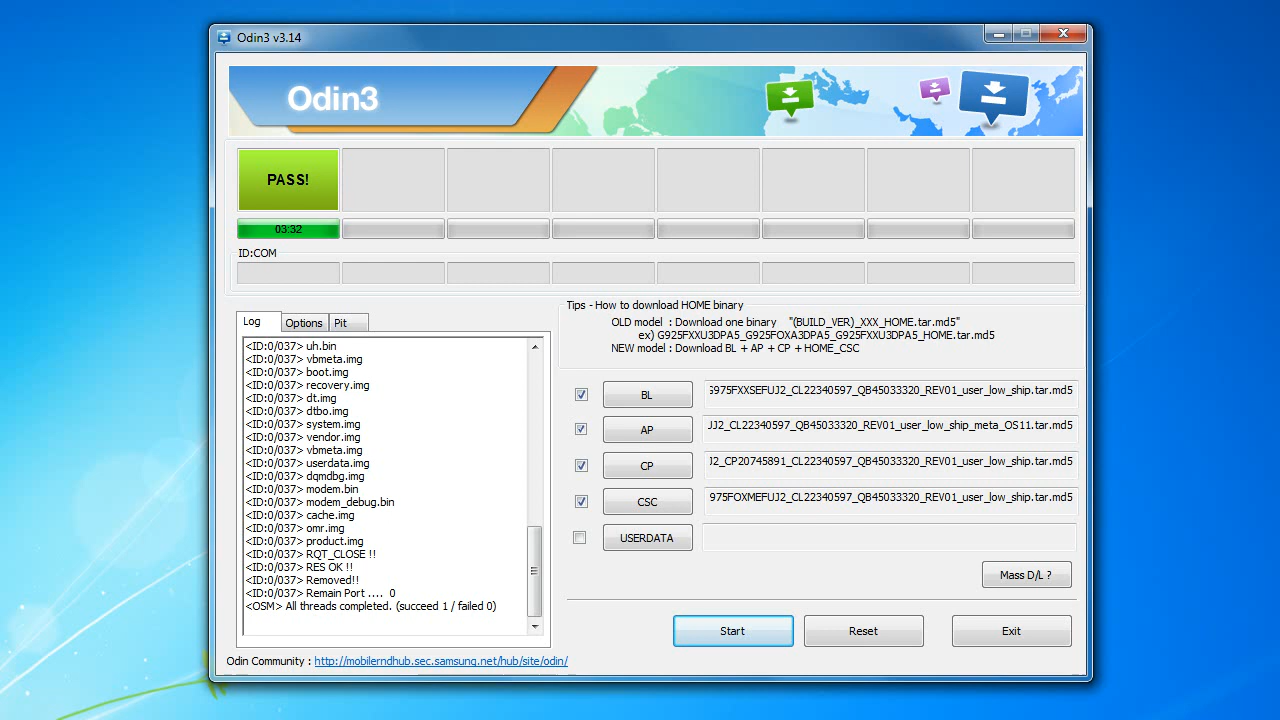 Odin3 v3.14
Odin3
PASS!
03:32
ID:COM
Log
Options
Pit
<ID:0/037> uh.bin
<ID:0/037> vbmeta.img
<ID:0/037> boot.img
<ID:0/037> recovery.img
<ID:0/037> dt.img
<ID:0/037> dtbo.img
<ID:0/037> system.img
<ID:0/037> vendor.img
<ID:0/037> vbmeta.img
<ID:0/037> userdata.img
<ID:0/037> dqmdbg.img
<ID:0/037> modem.bin
<ID:0/037> modem_debug.bin
<ID:0/037> cache.img
<ID:0/037> omr.img
<ID:0/037> product.img
<ID:0/037> RQT_CLOSE !!
<ID:0/037> RES OK !!
<ID:0/037> Removed!!
<ID:0/037> Remain Port .... 0
<OSM> All threads completed. (succeed 1 / failed 0)
Tips - How to download HOME binary
OLD model : Download one binary "(BUILD_VER)_XXX_HOME.tar.md5"
ex) G925FXXU3DPA5_G925FOXA3DPA5_G925FXXU3DPA5_HOME.tar.md5
NEW model : Download BL + AP + CP + HOME_CSC
BL
G975FXXSEFUJ2_CL22340597_QB45033320_REV01_user_low_ship.tar.md5
AP
JJ2_CL22340597_QB45033320_REV01_user_low_ship_meta_OS11.tar.md5
CP
J2_CP20745891_CL22340597_QB45033320_REV01_user_low_ship.tar.md5
CSC
975FOXMEFUJ2_CL22340597_QB45033320_REV01_user_low_ship.tar.md5
USERDATA
Mass D/L ?
Start
Reset
Exit
Odin Community : http://mobilerndhub.sec.samsung.net/hub/site/odin/